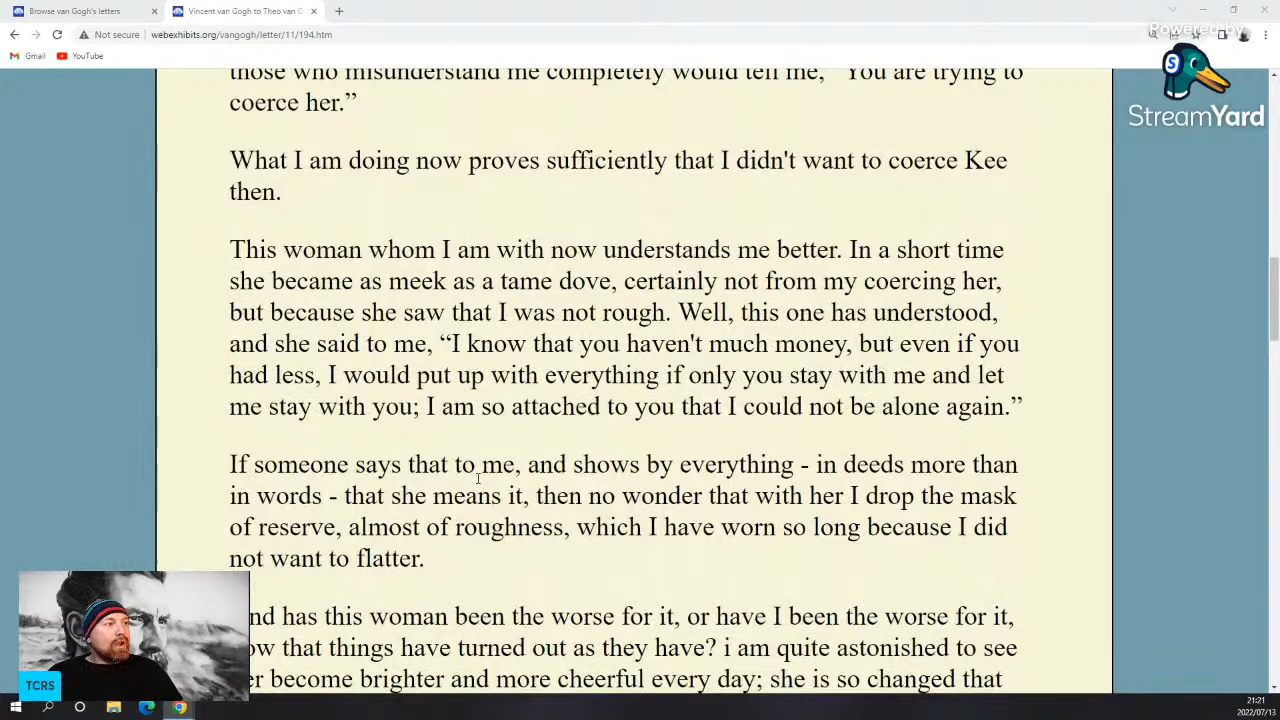 Browse van Gogh's letters
Vincent van Gogh to Theo van G
Not secure
webexhibits.org/vangogh/letter/11/194.htm
Powered by
Gmail
YouTube
S
StreamYard
those who misunderstand me completely would tell me, “You are trying to
coerce her.”
What I am doing now proves sufficiently that I didn't want to coerce Kee
then.
This woman whom I am with now understands me better. In a short time
she became as meek as a tame dove, certainly not from my coercing her,
but because she saw that I was not rough. Well, this one has understood,
and she said to me, “I know that you haven't much money, but even if you
had less, I would put up with everything if only you stay with me and let
me stay with you; I am so attached to you that I could not be alone again.”
If someone says that to me, and shows by everything - in deeds more than
in words - that she means it, then no wonder that with her I drop the mask
of reserve, almost of roughness, which I have worn so long because I did
not want to flatter.
nd has this woman been the worse for it, or have I been the worse for it,
ow that things have turned out as they have? i am quite astonished to see
er become brighter and more cheerful every day; she is so changed that
TCRS
21:21
2022/07/13